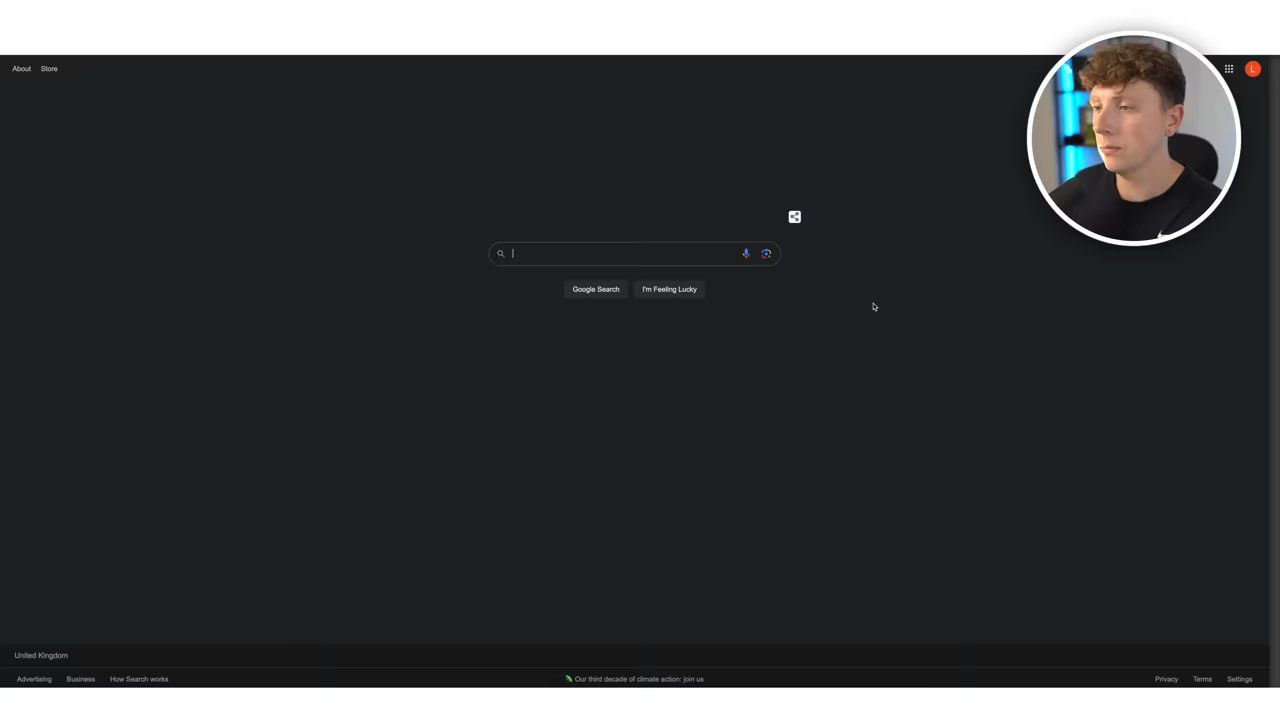 About Store
L
Google Search I'm Feeling Lucky
United Kingdom
Advertising Business How Search works Our third decade of climate action: join us Privacy Terms Settings